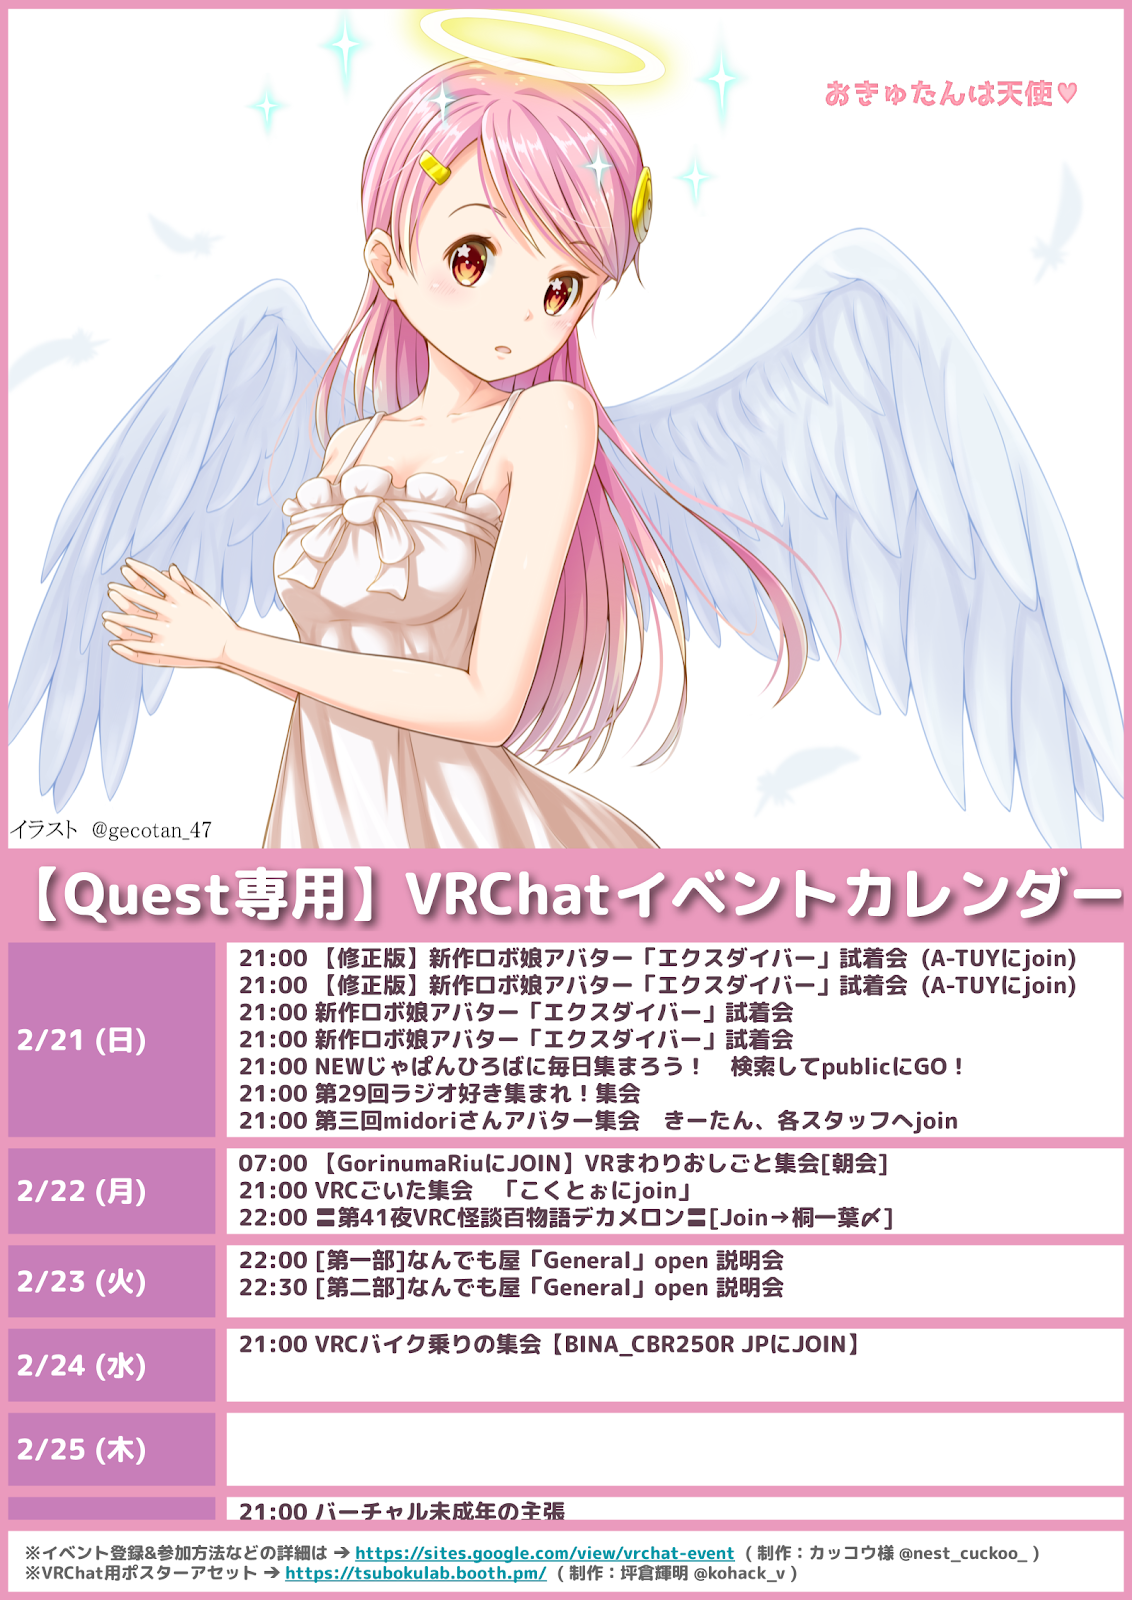 おきゅたんは天使♥
イラスト @gecotan_47
【Quest専用】VRChatイベントカレンダー
2/21 (日)
21:00 【修正版】新作ロボ娘アバター「エクスダイバー」試着会 (A-TUYにjoin)
21:00 【修正版】新作ロボ娘アバター「エクスダイバー」試着会 (A-TUYにjoin)
21:00 新作ロボ娘アバター「エクスダイバー」試着会
21:00 新作ロボ娘アバター「エクスダイバー」試着会
21:00 NEWじゃぱんひろばに毎日集まろう！ 検索してpublicにGO！
21:00 第29回ラジオ好き集まれ！集会
21:00 第三回midoriさんアバター集会 きーたん、各スタッフへjoin
2/22 (月)
07:00 【GorinumaRiuにJOIN】VRまわりおしごと集会[朝会]
21:00 VRCごいた集会 「こくとぉにjoin」
22:00 〓第41夜VRC怪談百物語デカメロン〓[Join→桐一葉〆]
2/23 (火)
22:00 [第一部]なんでも屋「General」open 説明会
22:30 [第二部]なんでも屋「General」open 説明会
2/24 (水)
21:00 VRCバイク乗りの集会【BINA_CBR250R JPにJOIN】
2/25 (木)
21:00 バーチャル未成年の主張
※イベント登録&参加方法などの詳細は → https://sites.google.com/view/vrchat-event ( 制作：カッコウ様 @nest_cuckoo_ )
※VRChat用ポスターアセット → https://tsubokulab.booth.pm/ ( 制作：坪倉輝明 @kohack_v )